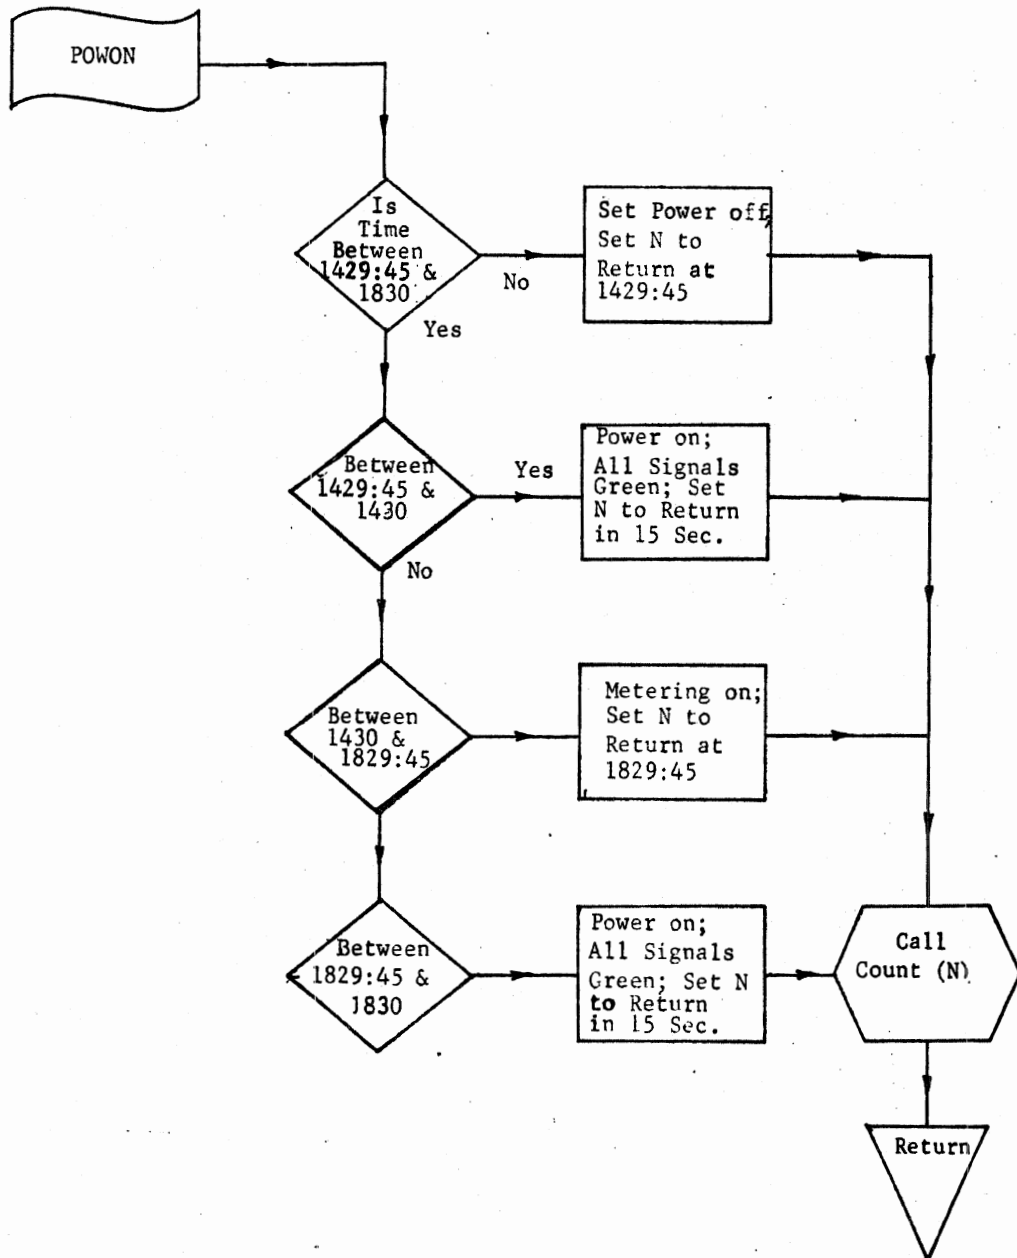 POWON
Is
Time
Between
1429:45 &
1830
No
Yes
Set Power off,
Set N to
Return at
1429:45
Between
1429:45 &
1430
Yes
No
Power on;
All Signals
Green; Set
N to Return
in 15 Sec.
Between
1430 &
1829:45
Metering on;
Set N to
Return at
1829:45
Between
1829:45 &
1830
Power on;
All Signals
Green; Set N
to Return
in 15 Sec.
Call
Count (N)
Return